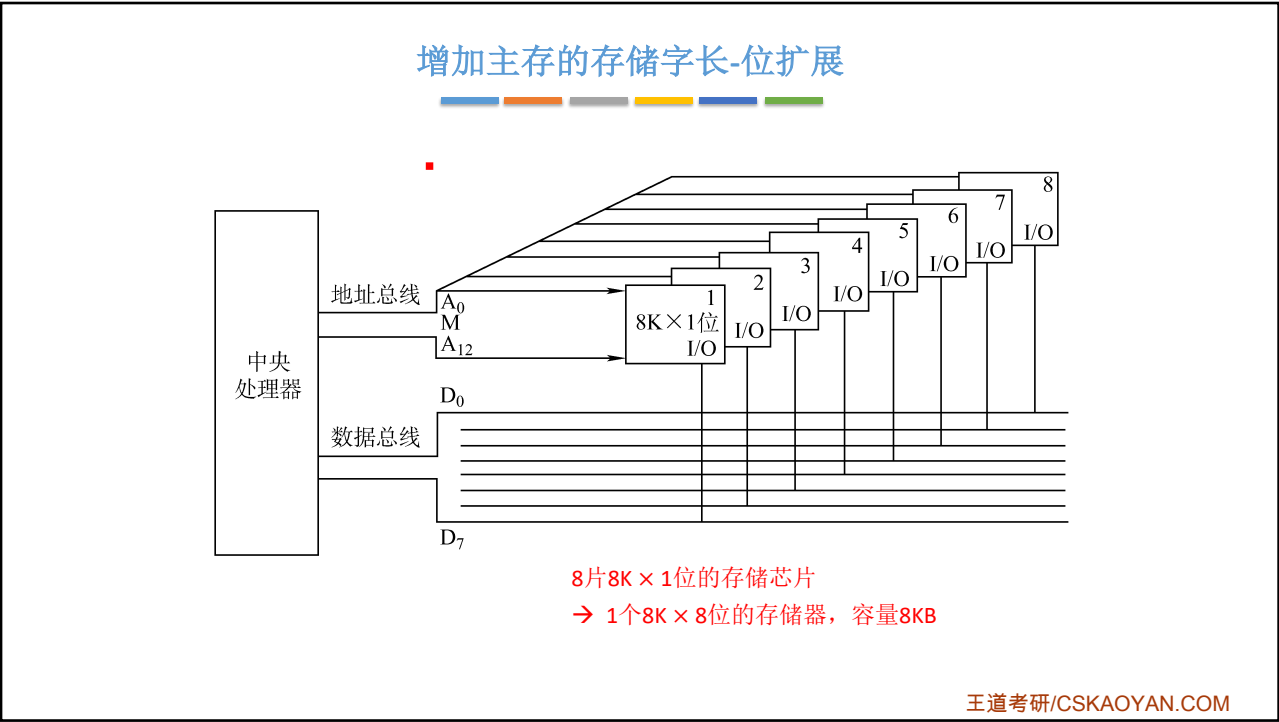 增加主存的存储字长-位扩展
8
I/O
7
I/O
6
I/O
5
I/O
4
I/O
3
I/O
2
I/O
1
8K×1位
I/O
地址总线
A0
M
A12
中央
处理器
D0
数据总线
D7
8片8K × 1位的存储芯片
→ 1个8K × 8位的存储器，容量8KB
王道考研/CSKAOYAN.COM